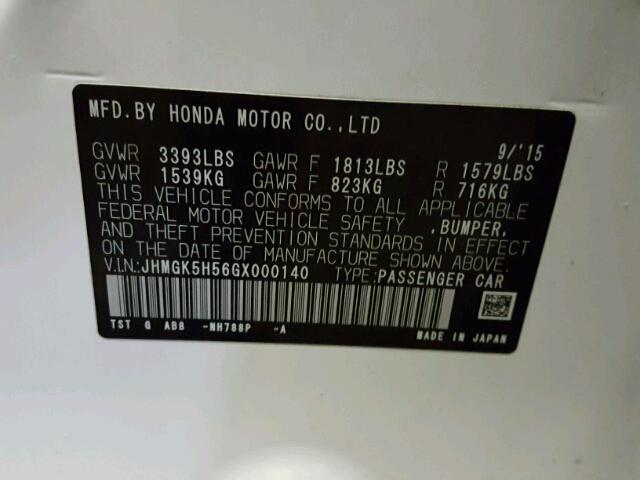 MFD.BY HONDA MOTOR CO.,LTD
9/'15
GVWR 3393LBS GAWR F 1813LBS R 1579LBS
GVWR 1539KG GAWR F 823KG R 716KG
THIS VEHICLE CONFORMS TO ALL APPLICABLE
FEDERAL MOTOR VEHICLE SAFETY ,BUMPER,
AND THEFT PREVENTION STANDARDS IN EFFECT
ON THE DATE OF MANUFACTURE SHOWN ABOVE.
V.I.N.:JHMGK5H56GX000140 TYPE:PASSENGER CAR
TST G AB8 -NH788P -A MADE IN JAPAN